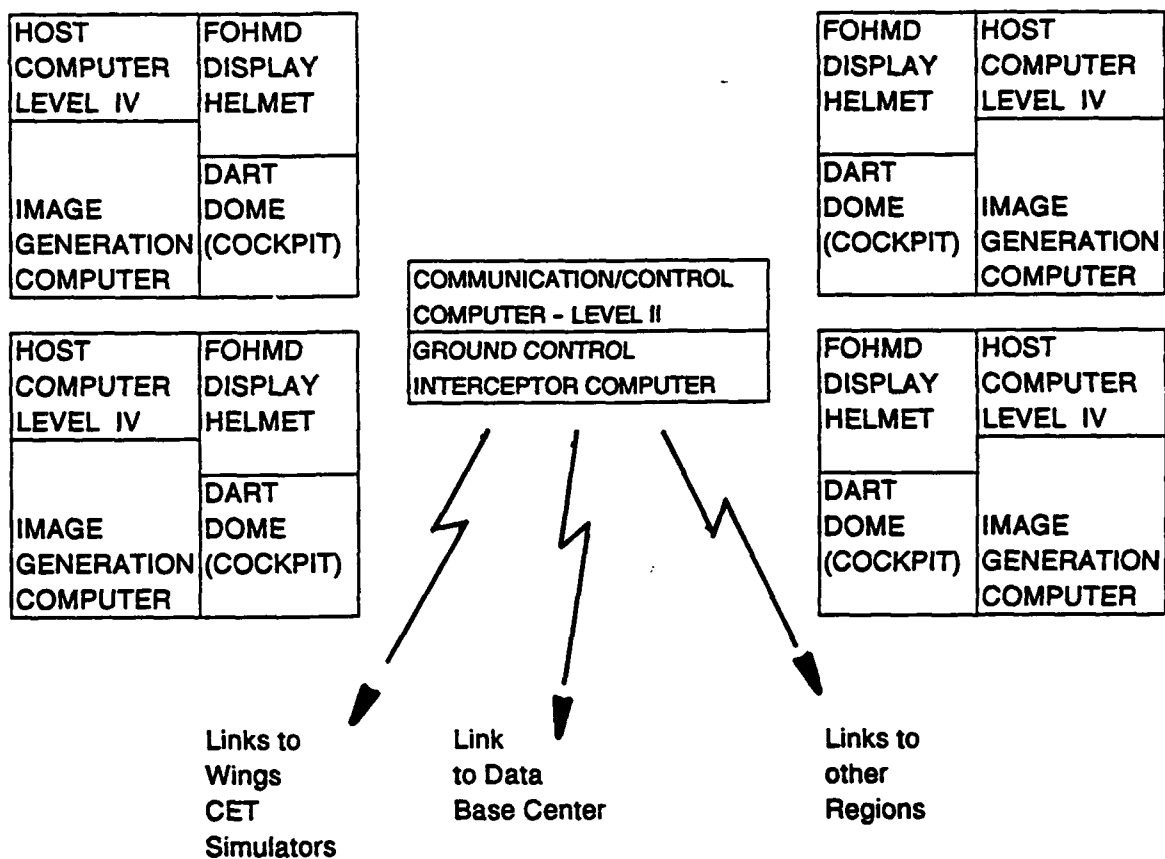 HOST
COMPUTER
LEVEL IV
FOHMD
DISPLAY
HELMET
IMAGE
GENERATION
COMPUTER
DART
DOME
(COCKPIT)
FOHMD
DISPLAY
HELMET
HOST
COMPUTER
LEVEL IV
DART
DOME
(COCKPIT)
IMAGE
GENERATION
COMPUTER
COMMUNICATION/CONTROL
COMPUTER - LEVEL II
GROUND CONTROL
INTERCEPTOR COMPUTER
HOST
COMPUTER
LEVEL IV
FOHMD
DISPLAY
HELMET
IMAGE
GENERATION
COMPUTER
DART
DOME
(COCKPIT)
FOHMD
DISPLAY
HELMET
HOST
COMPUTER
LEVEL IV
DART
DOME
(COCKPIT)
IMAGE
GENERATION
COMPUTER
Links to
Wings
CET
Simulators
Link
to Data
Base Center
Links to
other
Regions